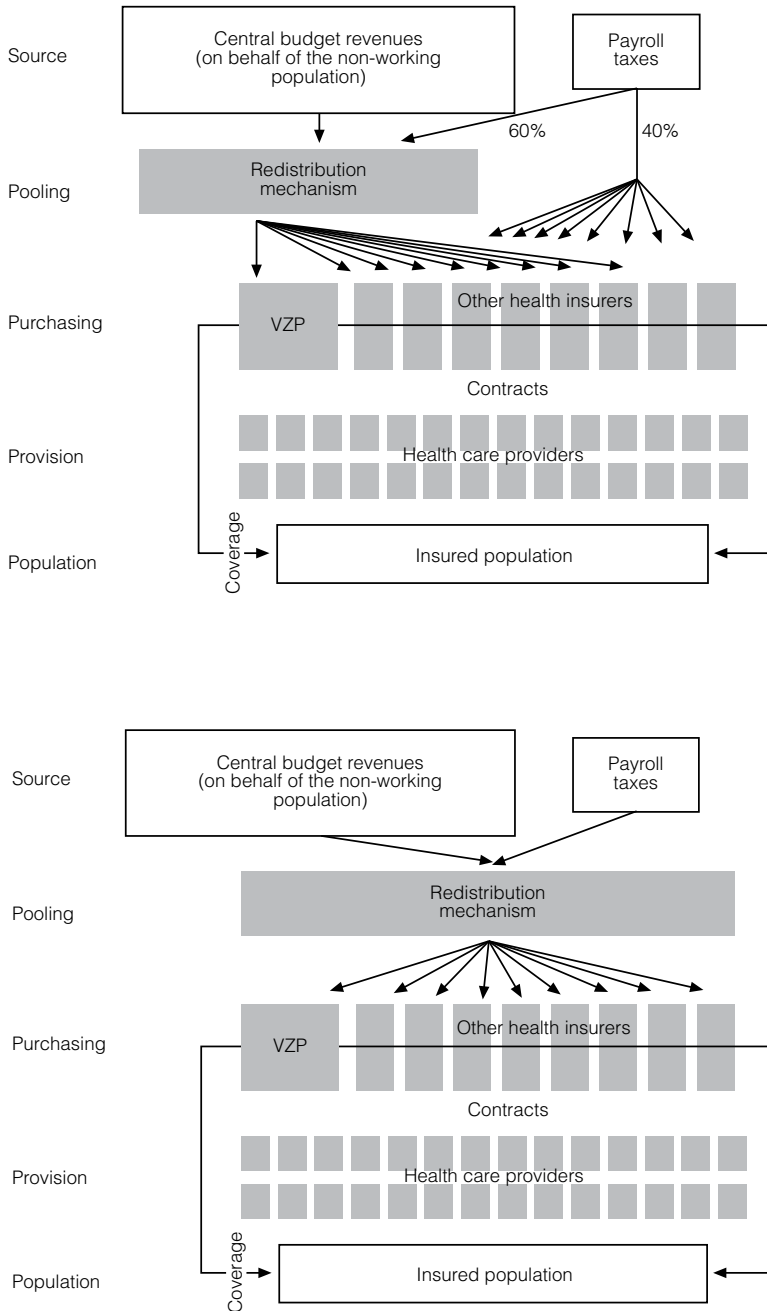 Source
Central budget revenues
(on behalf of the non-working
population)
Payroll
taxes
60%
40%
Pooling
Redistribution
mechanism
Purchasing
VZP
Other health insurers
Contracts
Provision
Health care providers
Population
Coverage
Insured population
Source
Central budget revenues
(on behalf of the non-working
population)
Payroll
taxes
Pooling
Redistribution
mechanism
Purchasing
VZP
Other health insurers
Contracts
Provision
Health care providers
Population
Coverage
Insured population